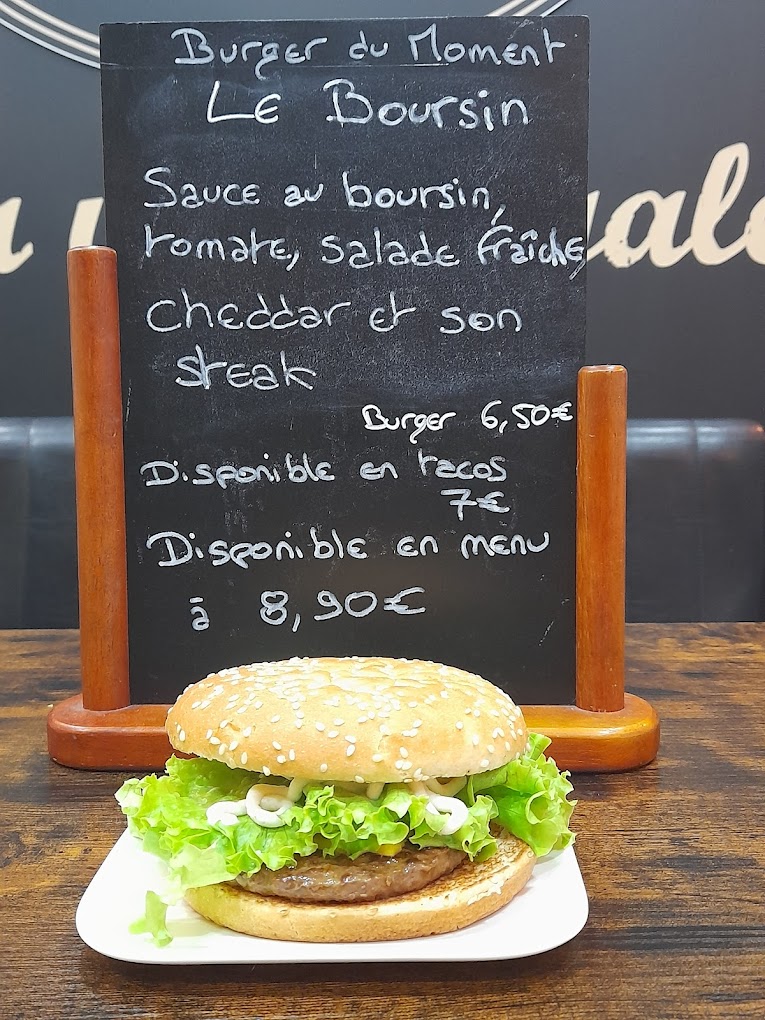 Burger du Moment
Le Boursin
Sauce au boursin,
tomate, salade fraîche
cheddar et son
steak
Burger 6,50€
Disponible en tacos
7€
Disponible en menu
à 8,90€